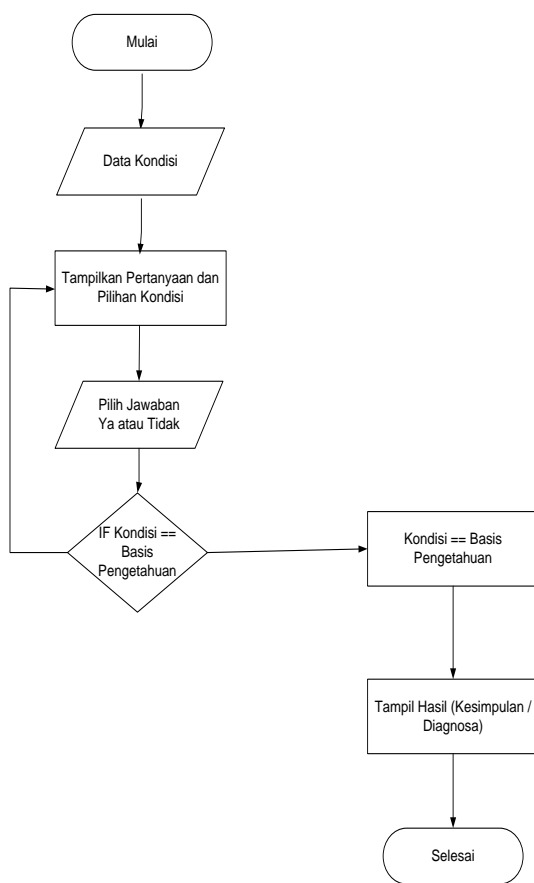 Mulai
Data Kondisi
Tampilkan Pertanyaan dan
Pilihan Kondisi
Pilih Jawaban
Ya atau Tidak
IF Kondisi ==
Basis
Pengetahuan
Kondisi == Basis
Pengetahuan
Tampil Hasil (Kesimpulan /
Diagnosa)
Selesai